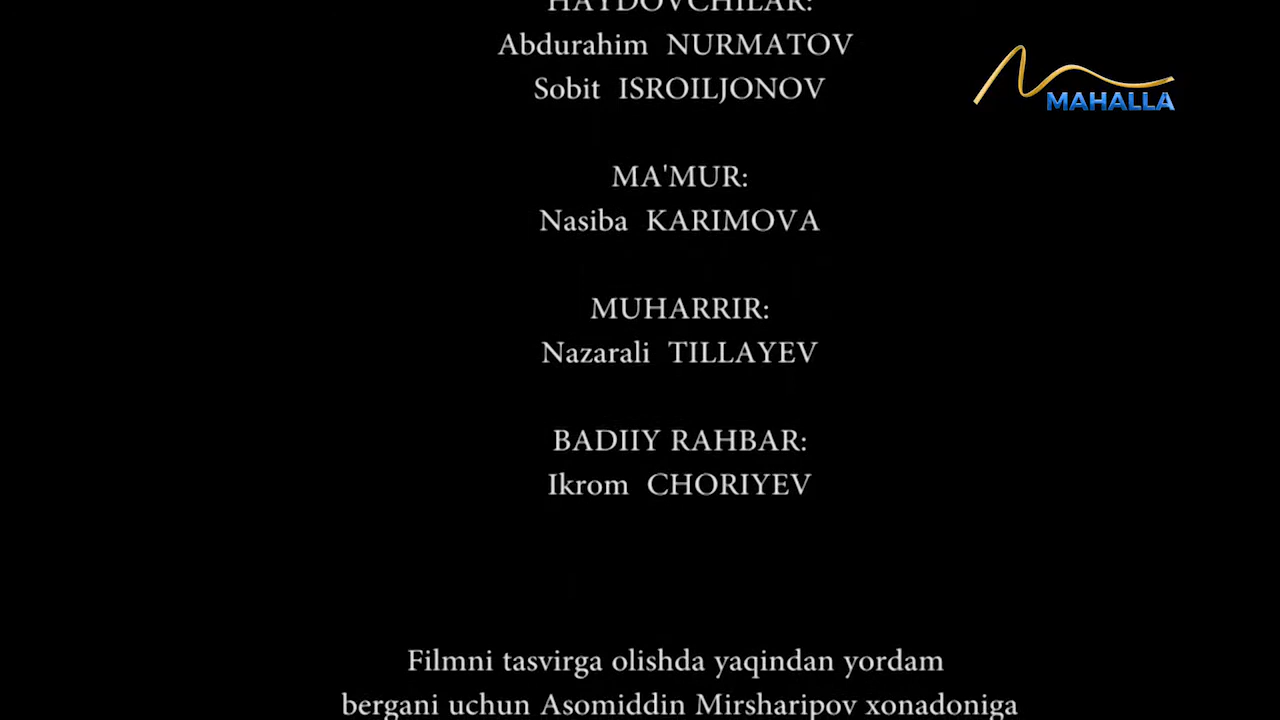 HAYDOVCHILAR:
Abdurahim NURMATOV
Sobit ISROILJONOV
MAHALLA
MA'MUR:
Nasiba KARIMOVA
MUHARRIR:
Nazarali TILLAYEV
BADIIY RAHBAR:
Ikrom CHORIYEV
Filmni tasvirga olishda yaqindan yordam
bergani uchun Asomiddin Mirsharipov xonadoniga